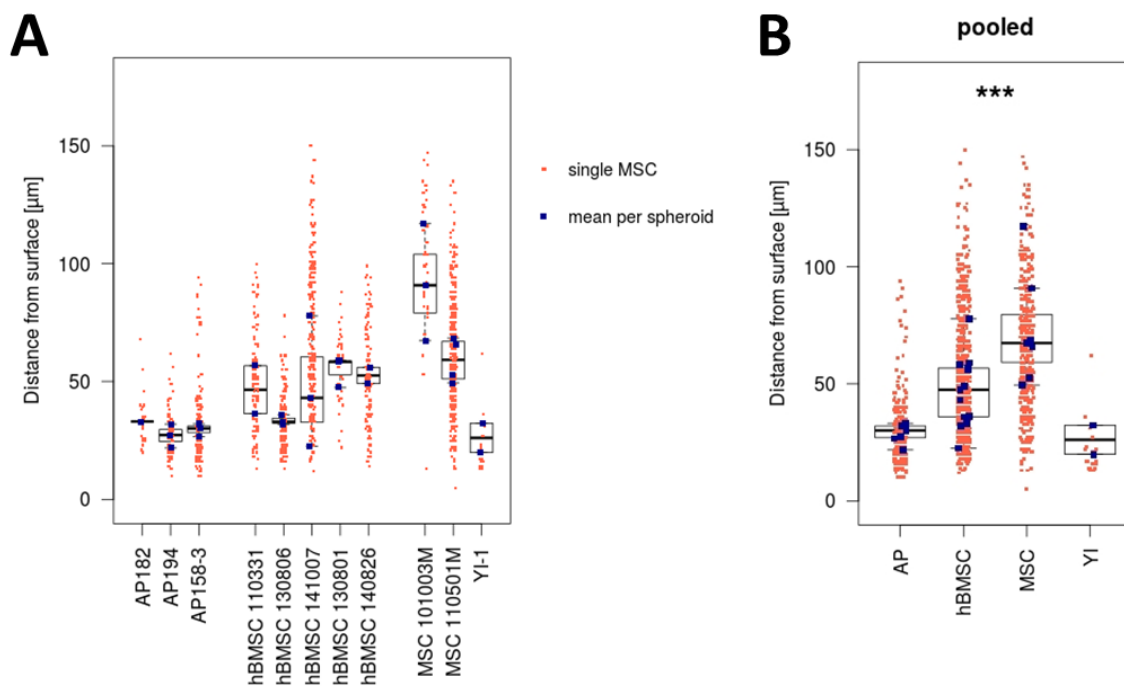 A
Distance from surface [µm]
150
100
50
0
AP182
AP194
AP158-3
hBMSC 110331
hBMSC 130806
hBMSC 141007
hBMSC 130801
hBMSC 140826
MSC 101003M
MSC 110501M
YI-1
single MSC
mean per spheroid
B
pooled
***
Distance from surface [µm]
150
100
50
0
AP
hBMSC
MSC
YI